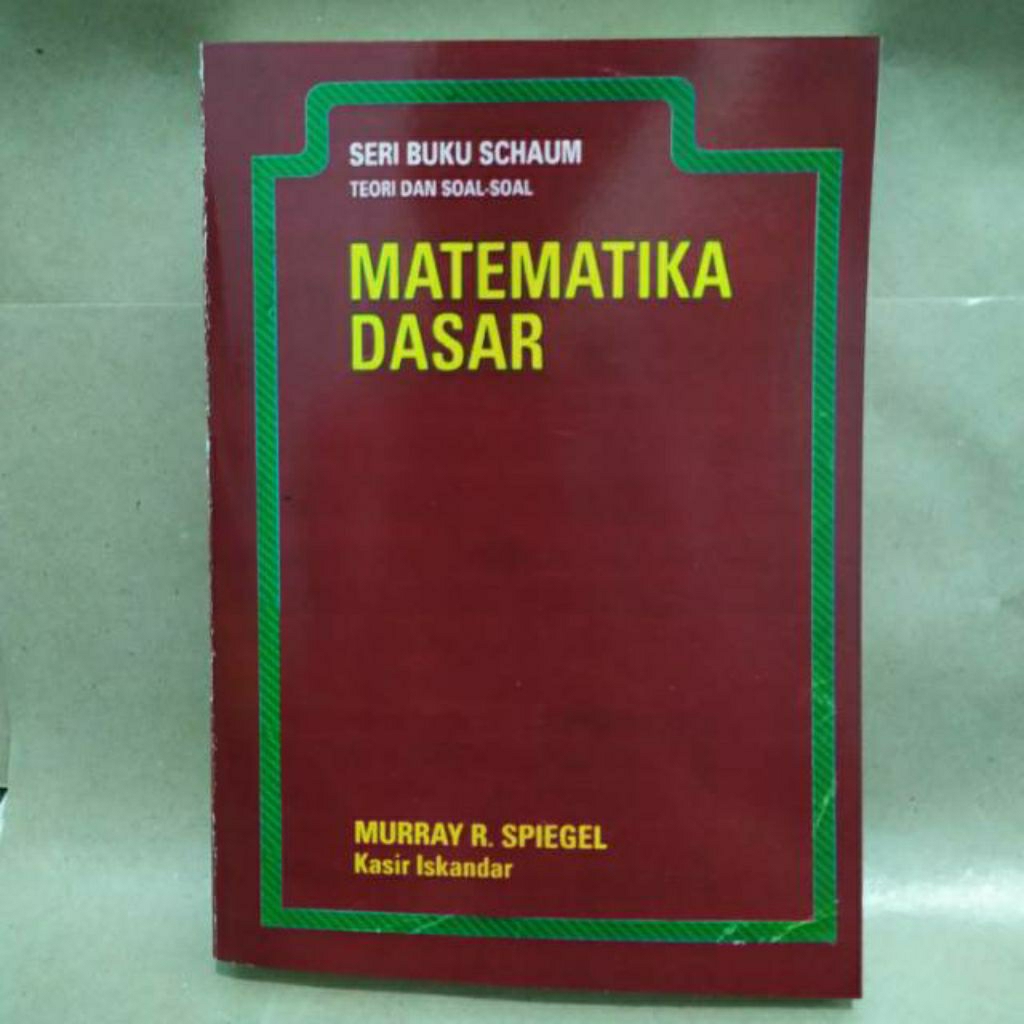 SERI BUKU SCHAUM
TEORI DAN SOAL-SOAL
MATEMATIKA
DASAR
MURRAY R. SPIEGEL
Kasir Iskandar